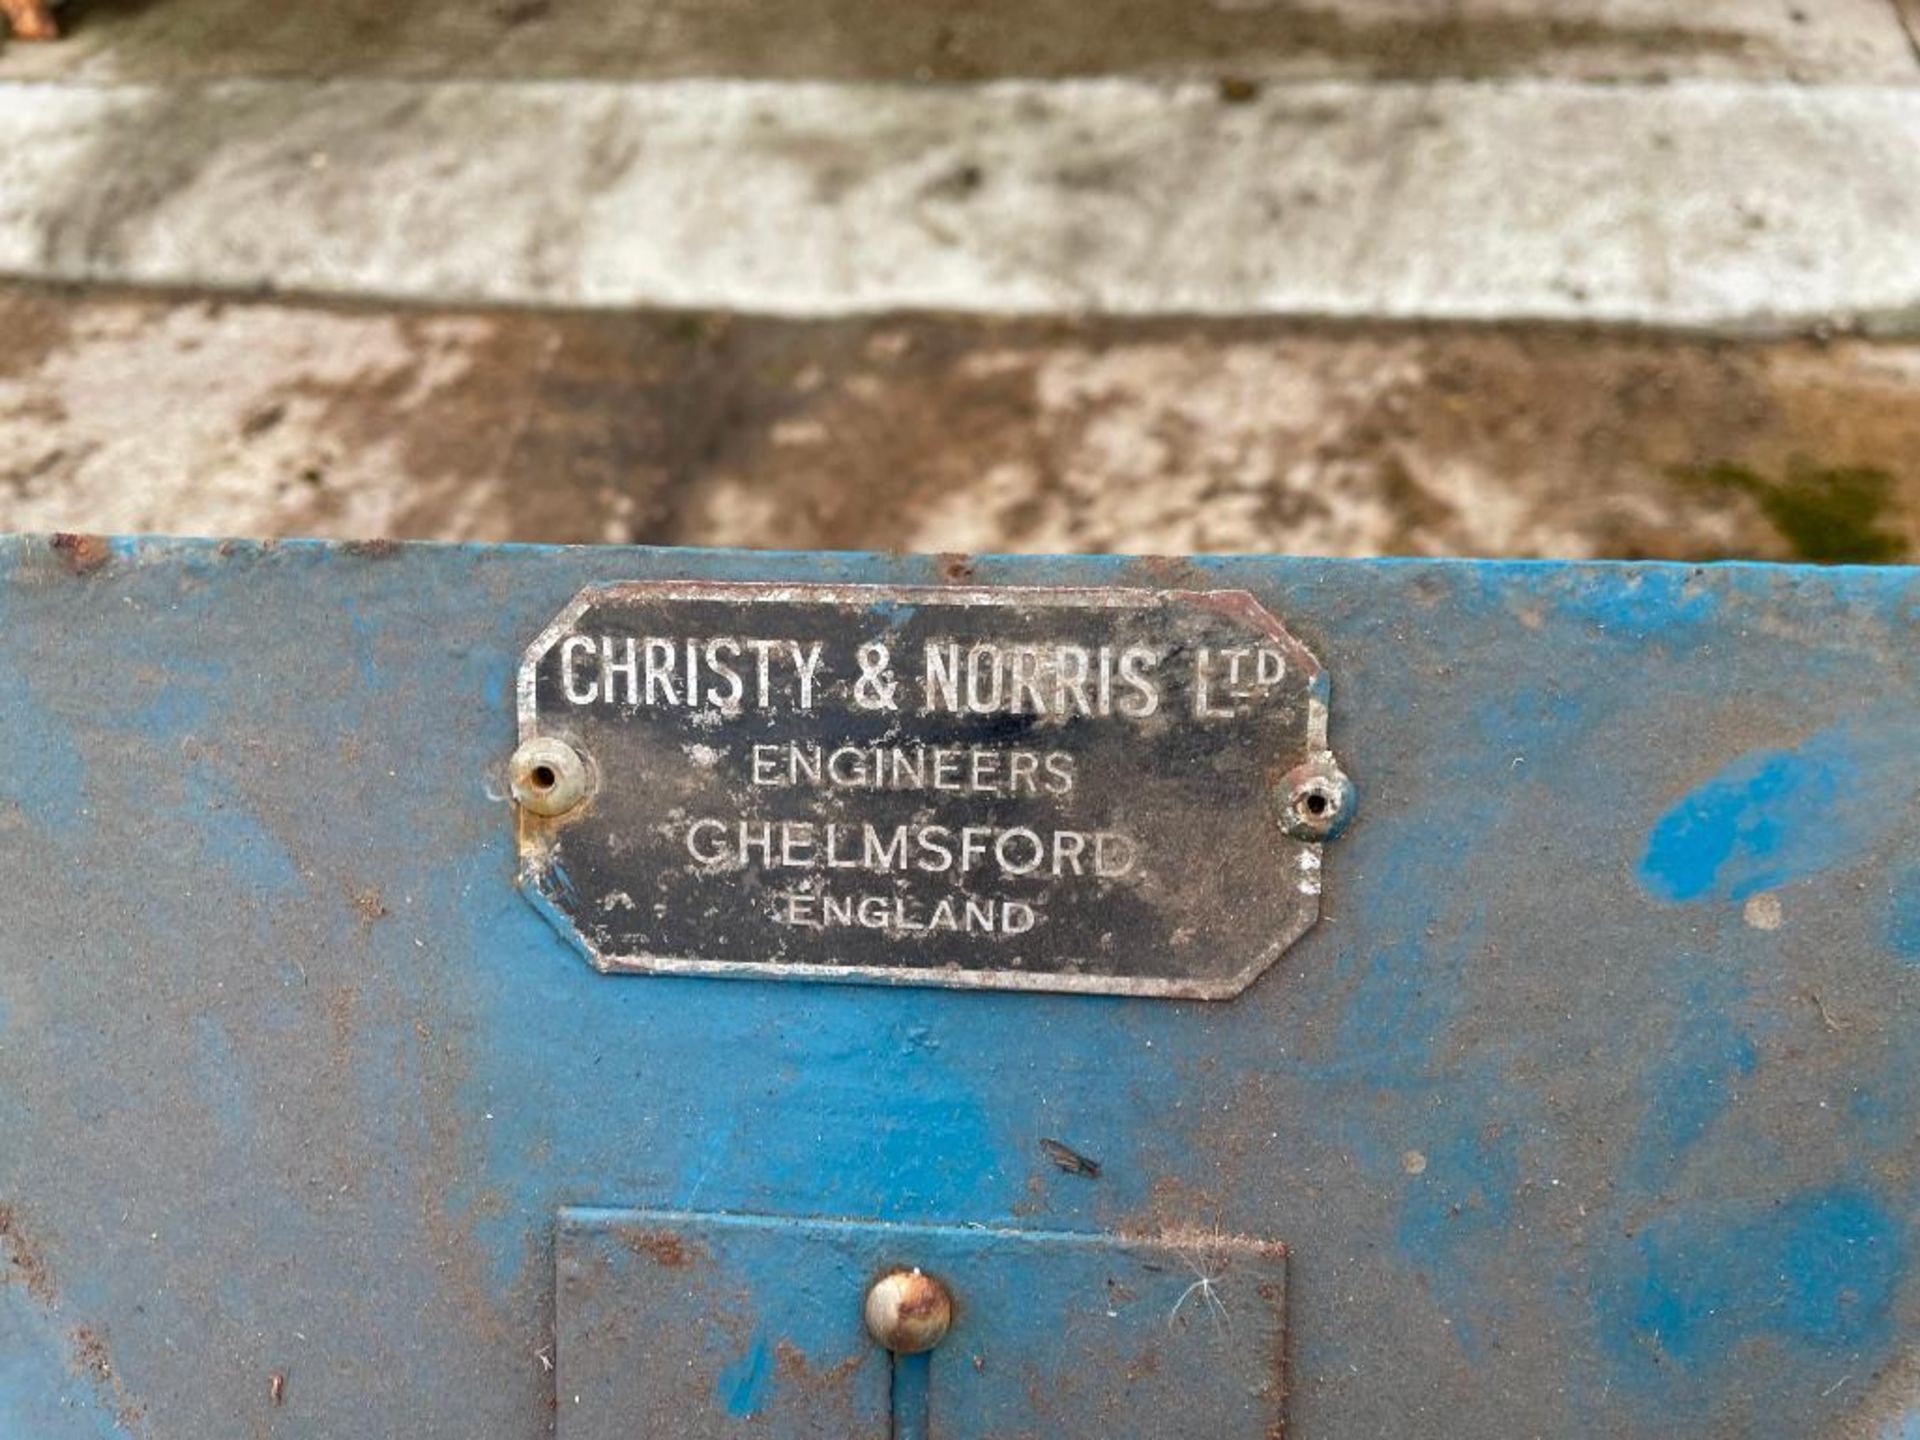 CHRISTY & NORRIS LTD
ENGINEERS
CHELMSFORD
ENGLAND